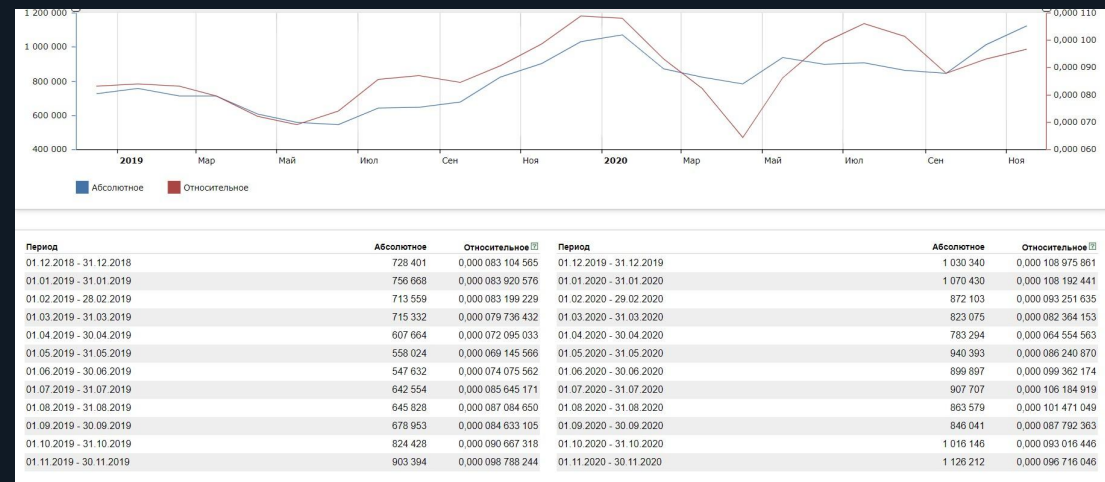 1 200 000 0,000 110
1 000 000 0,000 100
800 000 0,000 090
600 000 0,000 080
400 000 0,000 070
0,000 060
2019 Мар Май Июл Сен Ноя 2020 Мар Май Июл Сен Ноя
Абсолютное Относительное
Период Абсолютное Относительное Период Абсолютное Относительное
01.12.2018 - 31.12.2018 728 401 0,000 083 104 565 01.12.2019 - 31.12.2019 1 030 340 0,000 108 975 861
01.01.2019 - 31.01.2019 756 668 0,000 083 920 576 01.01.2020 - 31.01.2020 1 070 430 0,000 108 192 441
01.02.2019 - 28.02.2019 713 559 0,000 083 199 229 01.02.2020 - 29.02.2020 872 103 0,000 093 251 635
01.03.2019 - 31.03.2019 715 332 0,000 079 736 432 01.03.2020 - 31.03.2020 823 075 0,000 082 364 153
01.04.2019 - 30.04.2019 607 664 0,000 072 095 033 01.04.2020 - 30.04.2020 783 294 0,000 064 554 563
01.05.2019 - 31.05.2019 558 024 0,000 069 145 566 01.05.2020 - 31.05.2020 940 393 0,000 086 240 870
01.06.2019 - 30.06.2019 547 632 0,000 074 075 562 01.06.2020 - 30.06.2020 899 897 0,000 099 362 174
01.07.2019 - 31.07.2019 642 554 0,000 085 645 171 01.07.2020 - 31.07.2020 907 707 0,000 106 184 919
01.08.2019 - 31.08.2019 645 828 0,000 087 084 650 01.08.2020 - 31.08.2020 863 579 0,000 101 471 049
01.09.2019 - 30.09.2019 678 953 0,000 084 633 105 01.09.2020 - 30.09.2020 846 041 0,000 087 792 363
01.10.2019 - 31.10.2019 824 428 0,000 090 667 318 01.10.2020 - 31.10.2020 1 016 146 0,000 093 016 446
01.11.2019 - 30.11.2019 903 394 0,000 098 788 244 01.11.2020 - 30.11.2020 1 126 212 0,000 096 716 046